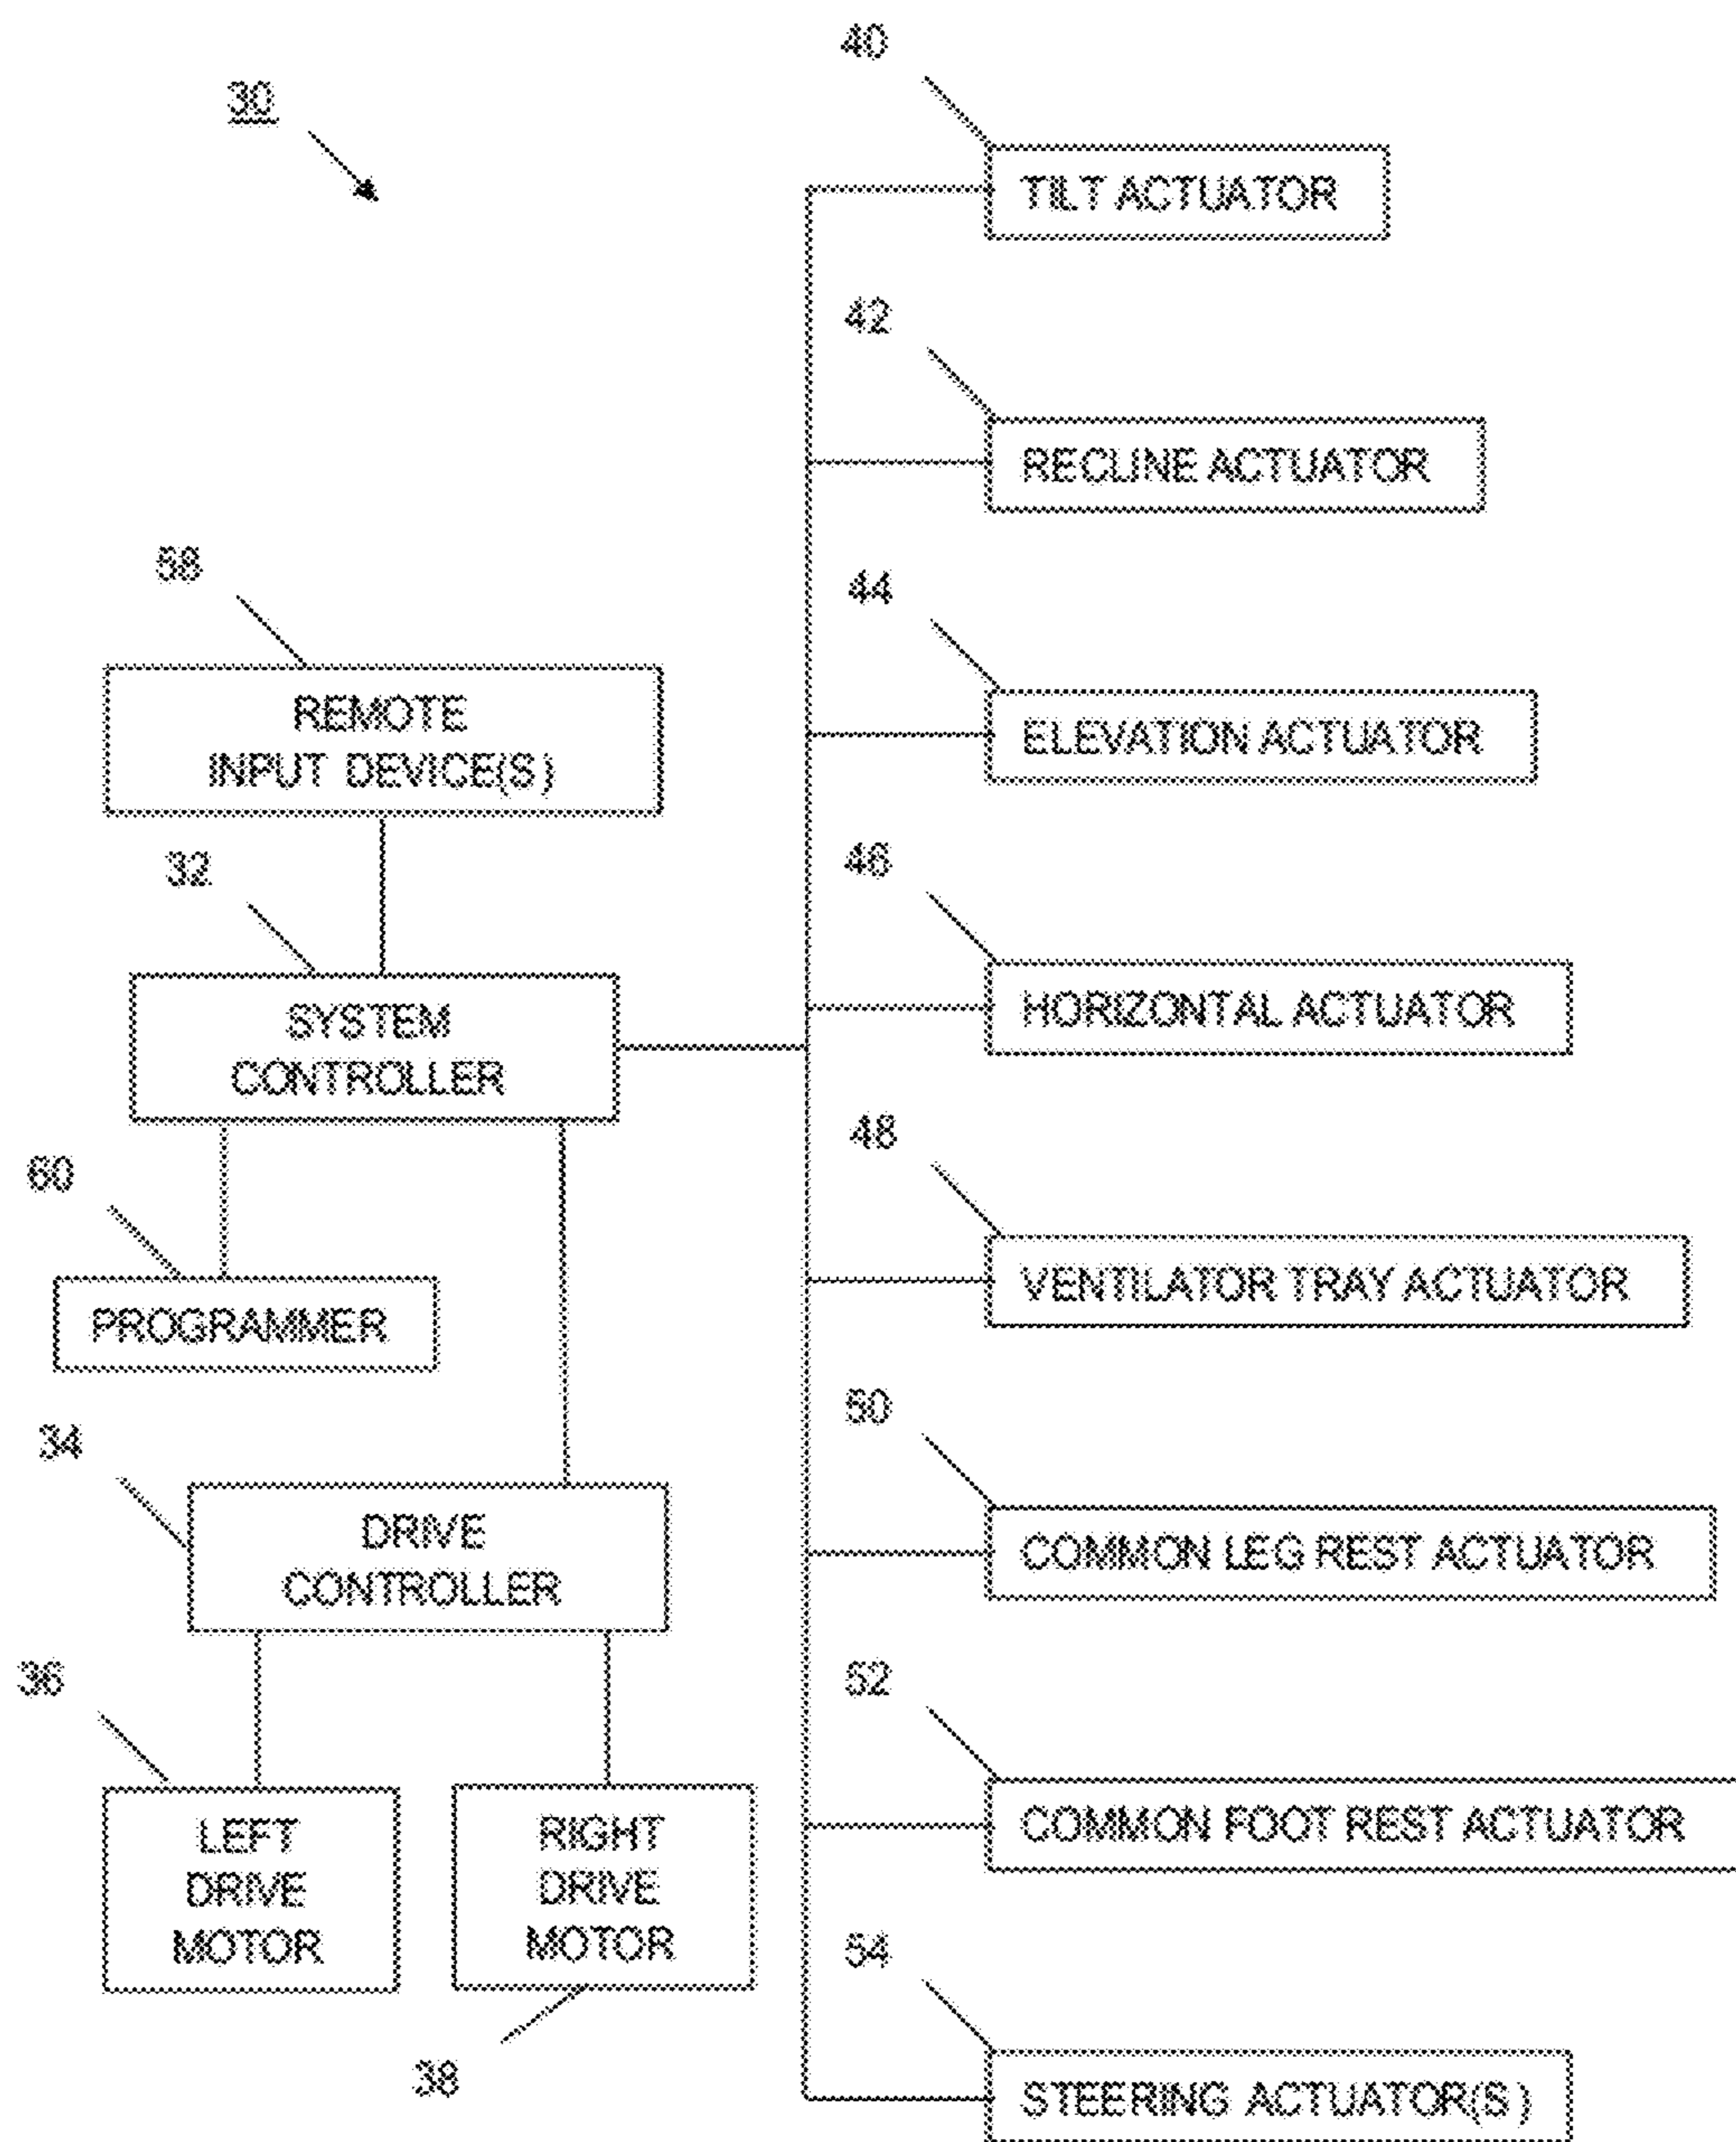 30
40
TILT ACTUATOR
42
RECLINE ACTUATOR
44
ELEVATION ACTUATOR
46
HORIZONTAL ACTUATOR
48
VENTILATOR TRAY ACTUATOR
50
COMMON LEG REST ACTUATOR
52
COMMON FOOT REST ACTUATOR
54
STEERING ACTUATOR(S)
58
REMOTE
INPUT DEVICE(S)
32
SYSTEM
CONTROLLER
60
PROGRAMMER
34
DRIVE
CONTROLLER
36
LEFT
DRIVE
MOTOR
RIGHT
DRIVE
MOTOR
38